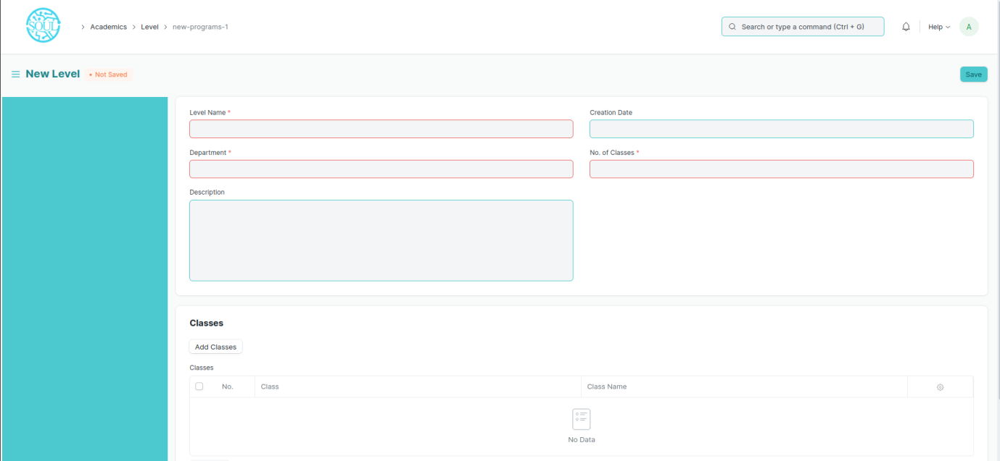 SOUL
> Academics > Level > new-programs-1
Search or type a command (Ctrl + G)
Help
A
New Level
• Not Saved
Save
Level Name *
Creation Date
Department *
No. of Classes *
Description
Classes
Add Classes
Classes
No.
Class
Class Name
No Data